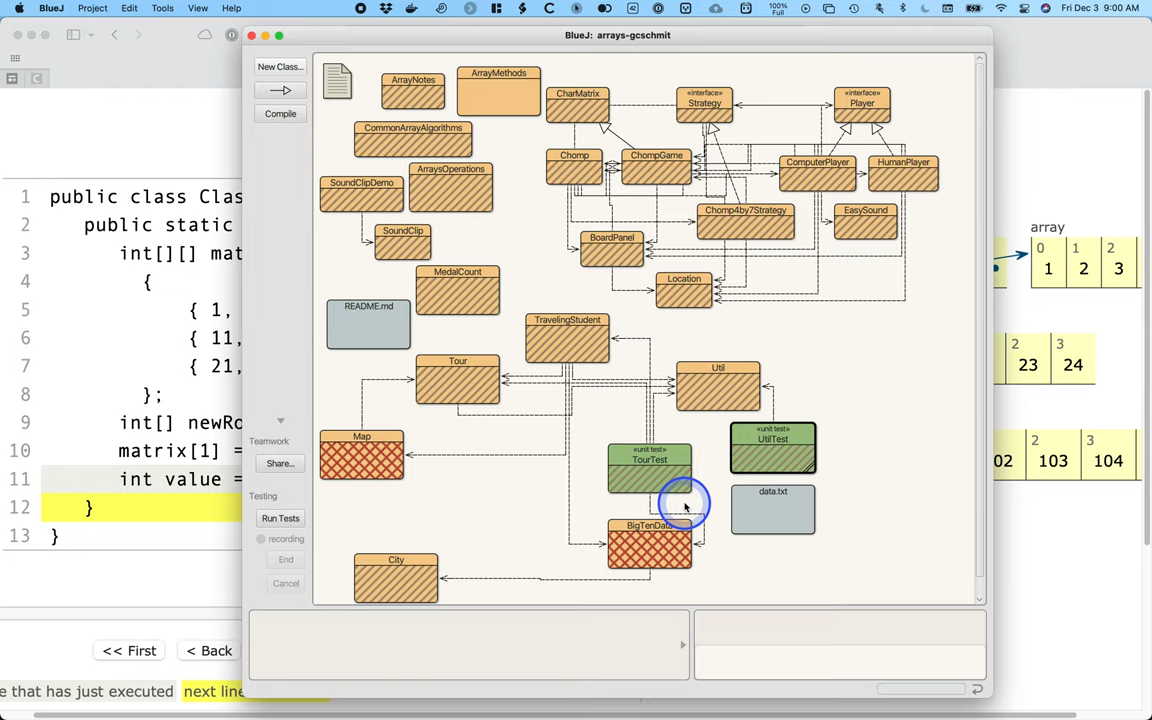 BlueJ Project Edit Tools View Help
100% Full
Fri Dec 3 9:00 AM
BlueJ: arrays-gcschmit
New Class...
Compile
Teamwork
Share...
Testing
Run Tests
recording
End
Cancel
ArrayNotes
ArrayMethods
CommonArrayAlgorithms
SoundClipDemo
ArraysOperations
SoundClip
MedalCount
README.md
CharMatrix
«interface»
Strategy
«interface»
Player
Chomp
ChompGame
ComputerPlayer
HumanPlayer
Chomp4by7Strategy
EasySound
BoardPanel
Location
TravelingStudent
Tour
Util
Map
«unit test»
TourTest
«unit test»
UtilTest
data.txt
BigTenData
City
1 public class Clas
2 public static
3 int[][] mat
4 {
5 { 1,
6 { 11,
7 { 21,
8 };
9 int[] newRo
10 matrix[1] =
11 int value =
12 }
13 }
<< First
< Back
e that has just executed
next line
array
0 1 2
1 2 3
2 3
23 24
2 3
02 103 104